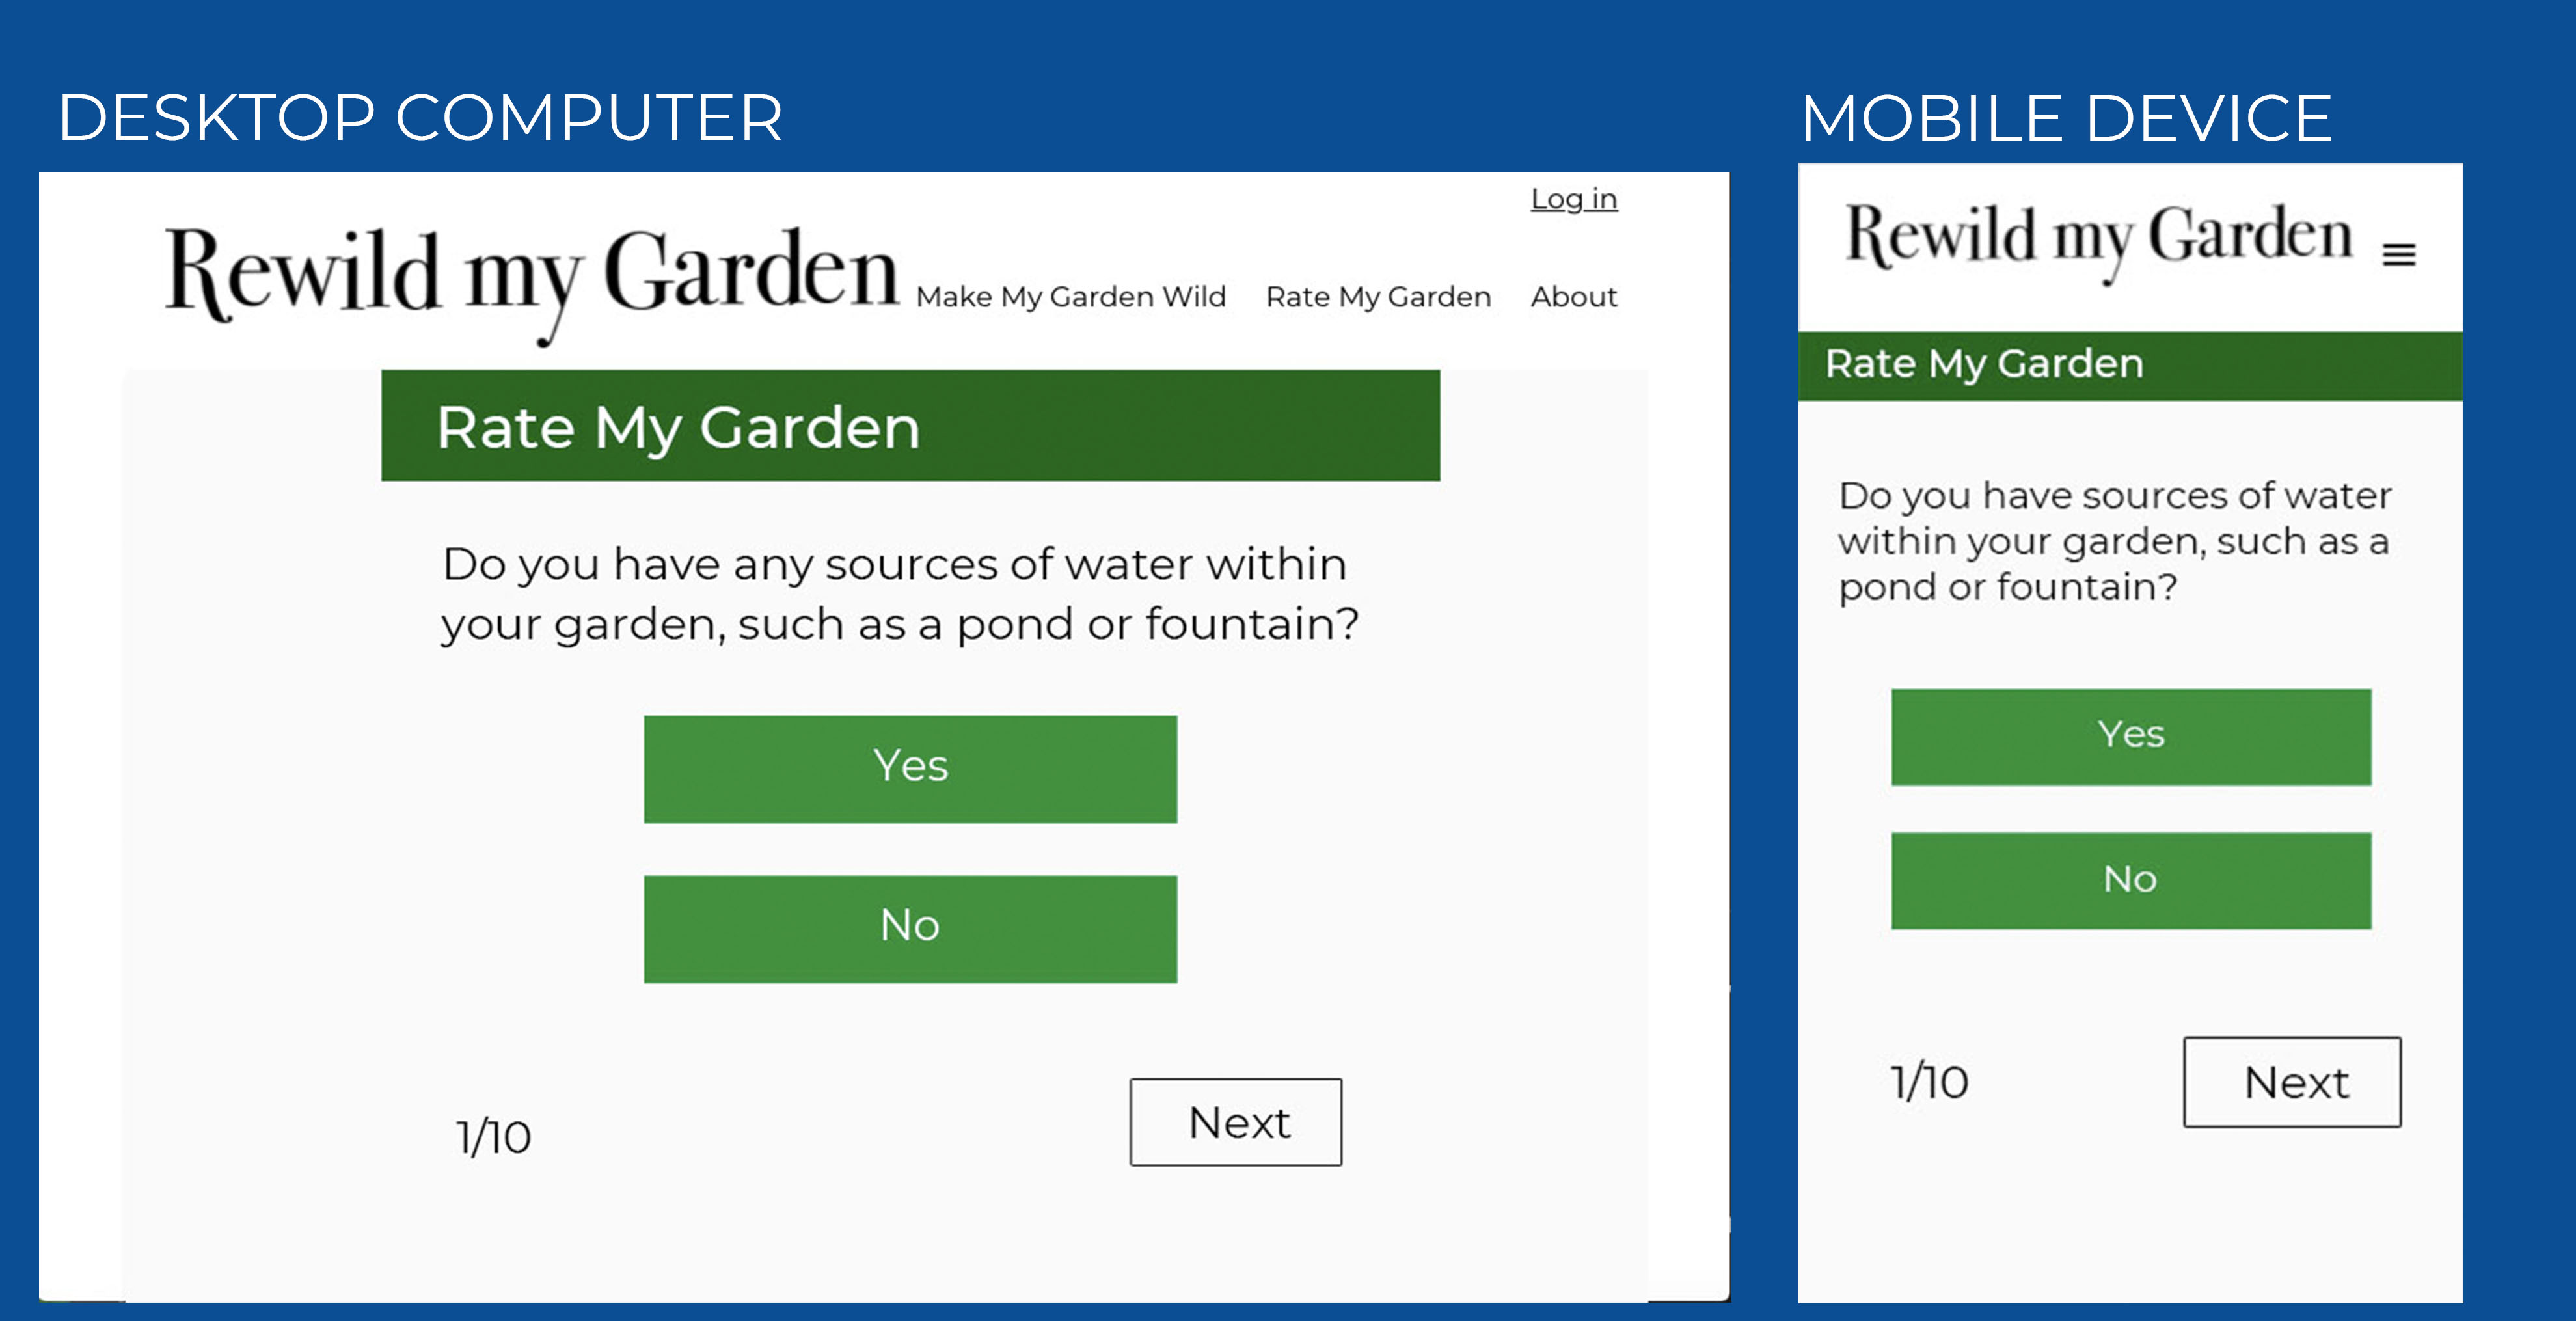 DESKTOP COMPUTER
Log in
Rewild my Garden
Make My Garden Wild
Rate My Garden
About
Rate My Garden
Do you have any sources of water within
your garden, such as a pond or fountain?
Yes
No
1/10
Next
MOBILE DEVICE
Rewild my Garden
Rate My Garden
Do you have sources of water
within your garden, such as a
pond or fountain?
Yes
No
1/10
Next